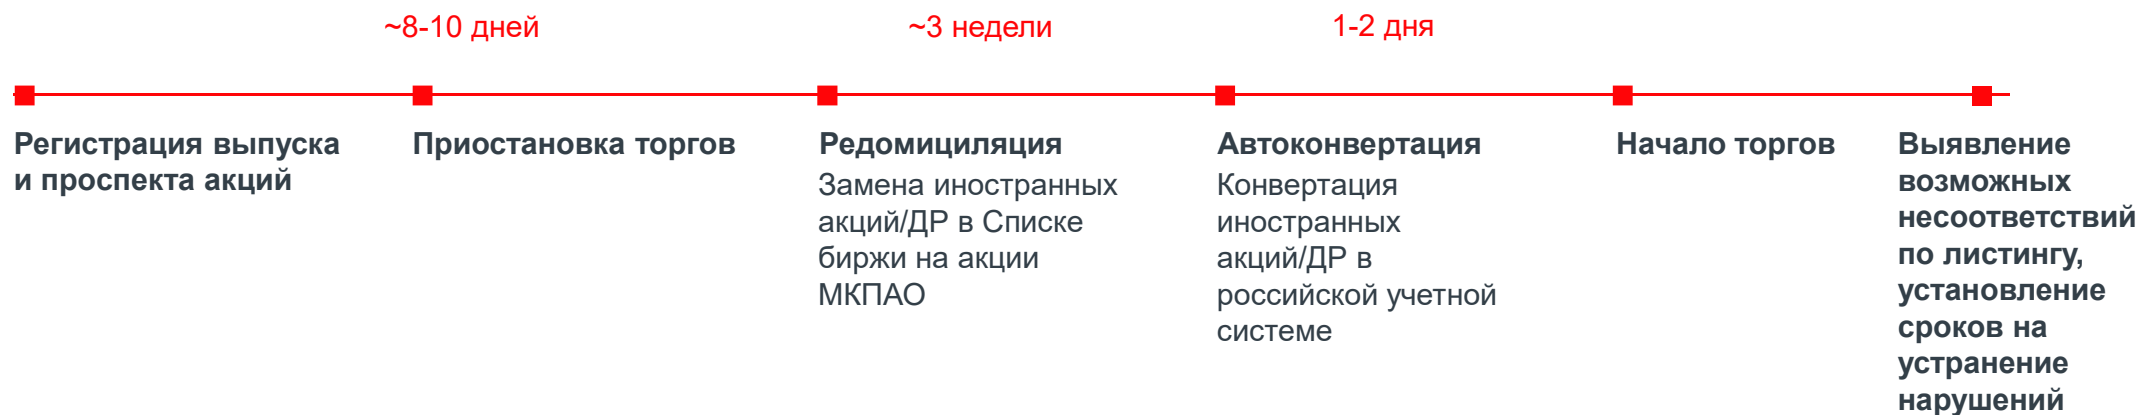 ~8-10 дней
~3 недели
1-2 дня
Регистрация выпуска
и проспекта акций
Приостановка торгов
Редомициляция
Замена иностранных
акций/ДР в Списке
биржи на акции
МКПАО
Автоконвертация
Конвертация
иностранных
акций/ДР в
российской учетной
системе
Начало торгов
Выявление
возможных
несоответствий
по листингу,
установление
сроков на
устранение
нарушений